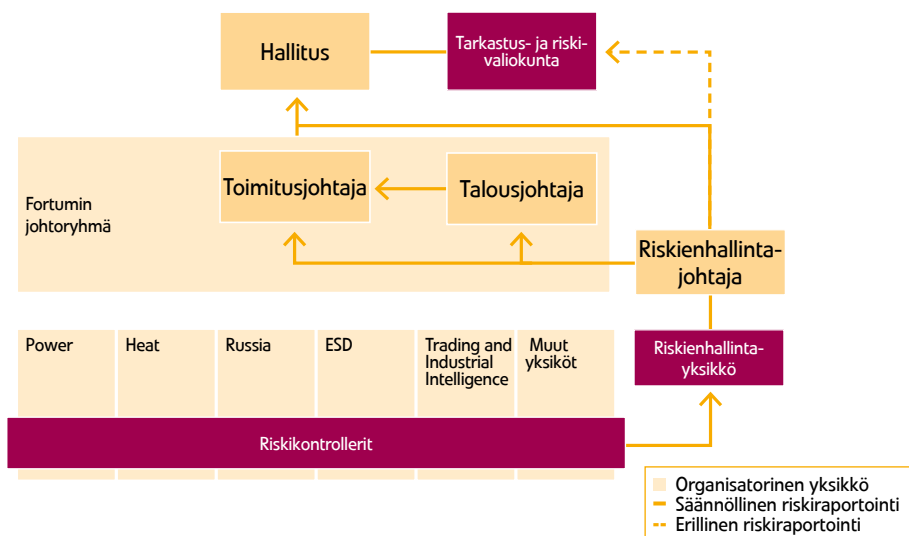 Hallitus
Tarkastus- ja riski-
valiokunta
Fortumin
johtoryhmä
Toimitusjohtaja
Talousjohtaja
Riskienhallinta-
johtaja
Power
Heat
Russia
ESD
Trading and
Industrial
Intelligence
Muut
yksiköt
Riskienhallinta-
yksikkö
Riskikontrollerit
Organisatorinen yksikkö
Säännöllinen riskiraportointi
Erillinen riskiraportointi